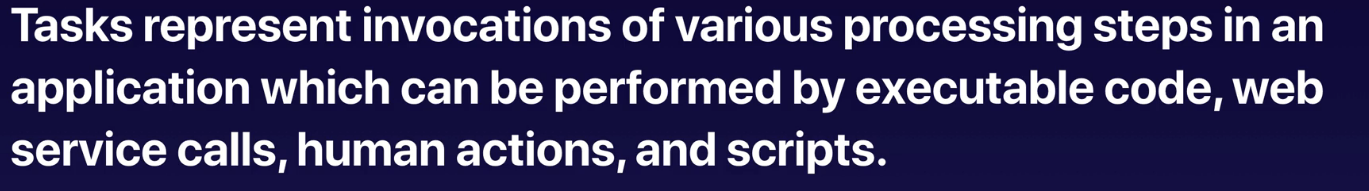 Tasks represent invocations of various processing steps in an
application which can be performed by executable code, web
service calls, human actions, and scripts.